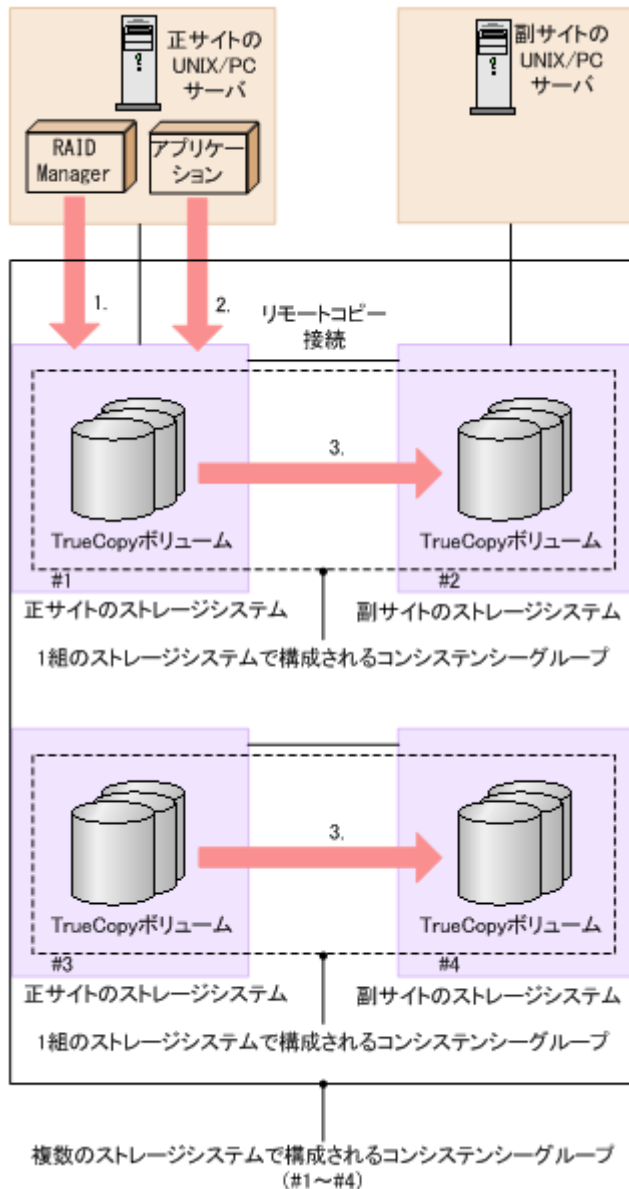 正サイトの
UNIX/PC
サーバ
副サイトの
UNIX/PC
サーバ
RAID
Manager
アプリケー
ション
1.
2.
リモートコピー
接続
3.
TrueCopyボリューム
TrueCopyボリューム
#1
#2
正サイトのストレージシステム
副サイトのストレージシステム
1組のストレージシステムで構成されるコンシステンシーグループ
3.
TrueCopyボリューム
TrueCopyボリューム
#3
#4
正サイトのストレージシステム
副サイトのストレージシステム
1組のストレージシステムで構成されるコンシステンシーグループ
複数のストレージシステムで構成されるコンシステンシーグループ
(#1～#4)